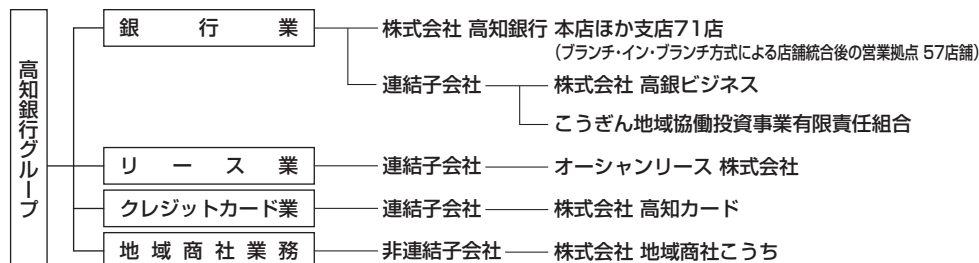 高知銀行グループ
銀行業
株式会社 高知銀行 本店ほか支店71店
(ブランチ・イン・ブランチ方式による店舗統合後の営業拠点 57店舗)
連結子会社
株式会社 高銀ビジネス
こうぎん地域協働投資事業有限責任組合
リース業
連結子会社
オーシャンリース 株式会社
クレジットカード業
連結子会社
株式会社 高知カード
地域商社業務
非連結子会社
株式会社 地域商社こうち